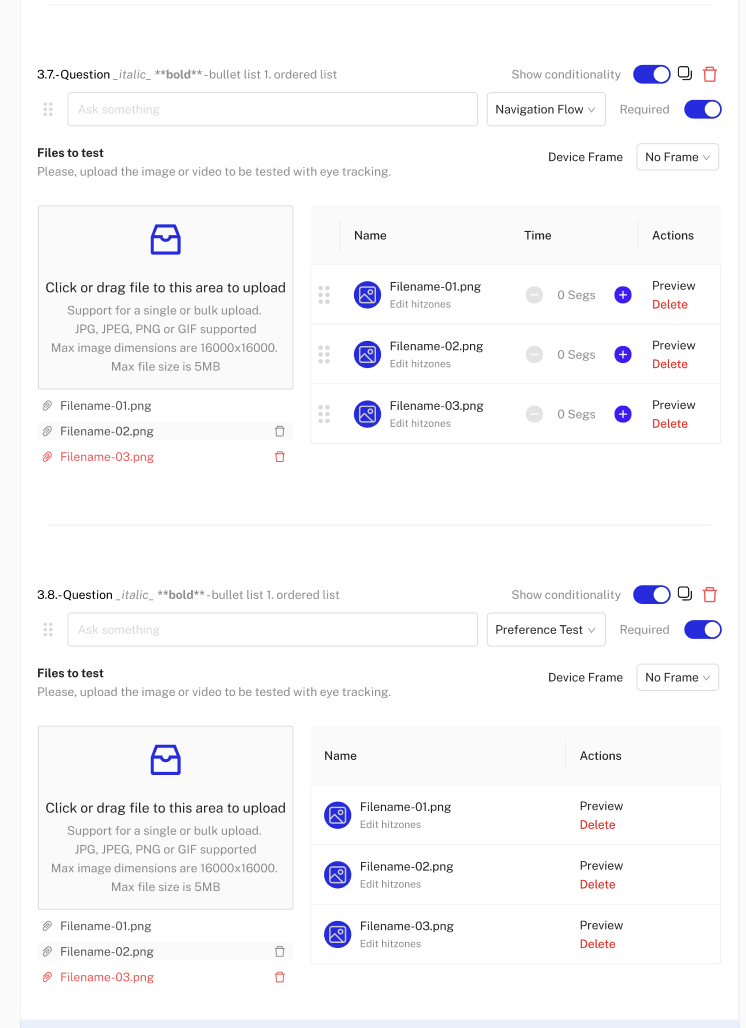 3.7.-Question _italic_ **bold** -bullet list 1. ordered list
Show conditionality
Ask something
Navigation Flow
Required
Files to test
Please, upload the image or video to be tested with eye tracking.
Device Frame
No Frame
Click or drag file to this area to upload
Support for a single or bulk upload.
JPG, JPEG, PNG or GIF supported
Max image dimensions are 16000x16000.
Max file size is 5MB
Filename-01.png
Filename-02.png
Filename-03.png
Name Time Actions
Filename-01.png
Edit hitzones
0 Segs
Preview
Delete
Filename-02.png
Edit hitzones
0 Segs
Preview
Delete
Filename-03.png
Edit hitzones
0 Segs
Preview
Delete
3.8.-Question _italic_ **bold** -bullet list 1. ordered list
Show conditionality
Ask something
Preference Test
Required
Files to test
Please, upload the image or video to be tested with eye tracking.
Device Frame
No Frame
Click or drag file to this area to upload
Support for a single or bulk upload.
JPG, JPEG, PNG or GIF supported
Max image dimensions are 16000x16000.
Max file size is 5MB
Filename-01.png
Filename-02.png
Filename-03.png
Name Actions
Filename-01.png
Edit hitzones
Preview
Delete
Filename-02.png
Edit hitzones
Preview
Delete
Filename-03.png
Edit hitzones
Preview
Delete